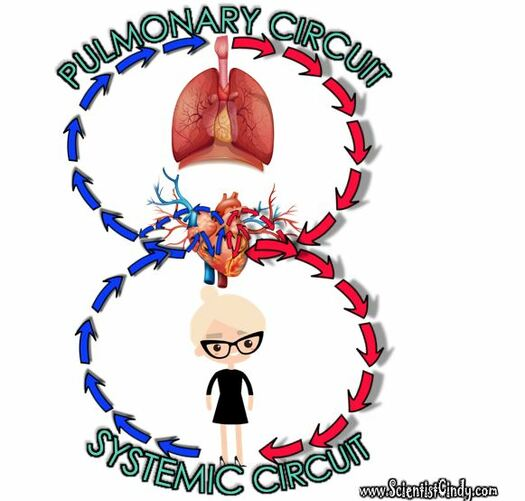 PULMONARY CIRCUIT
SYSTEMIC CIRCUIT
www.ScientistCindy.com